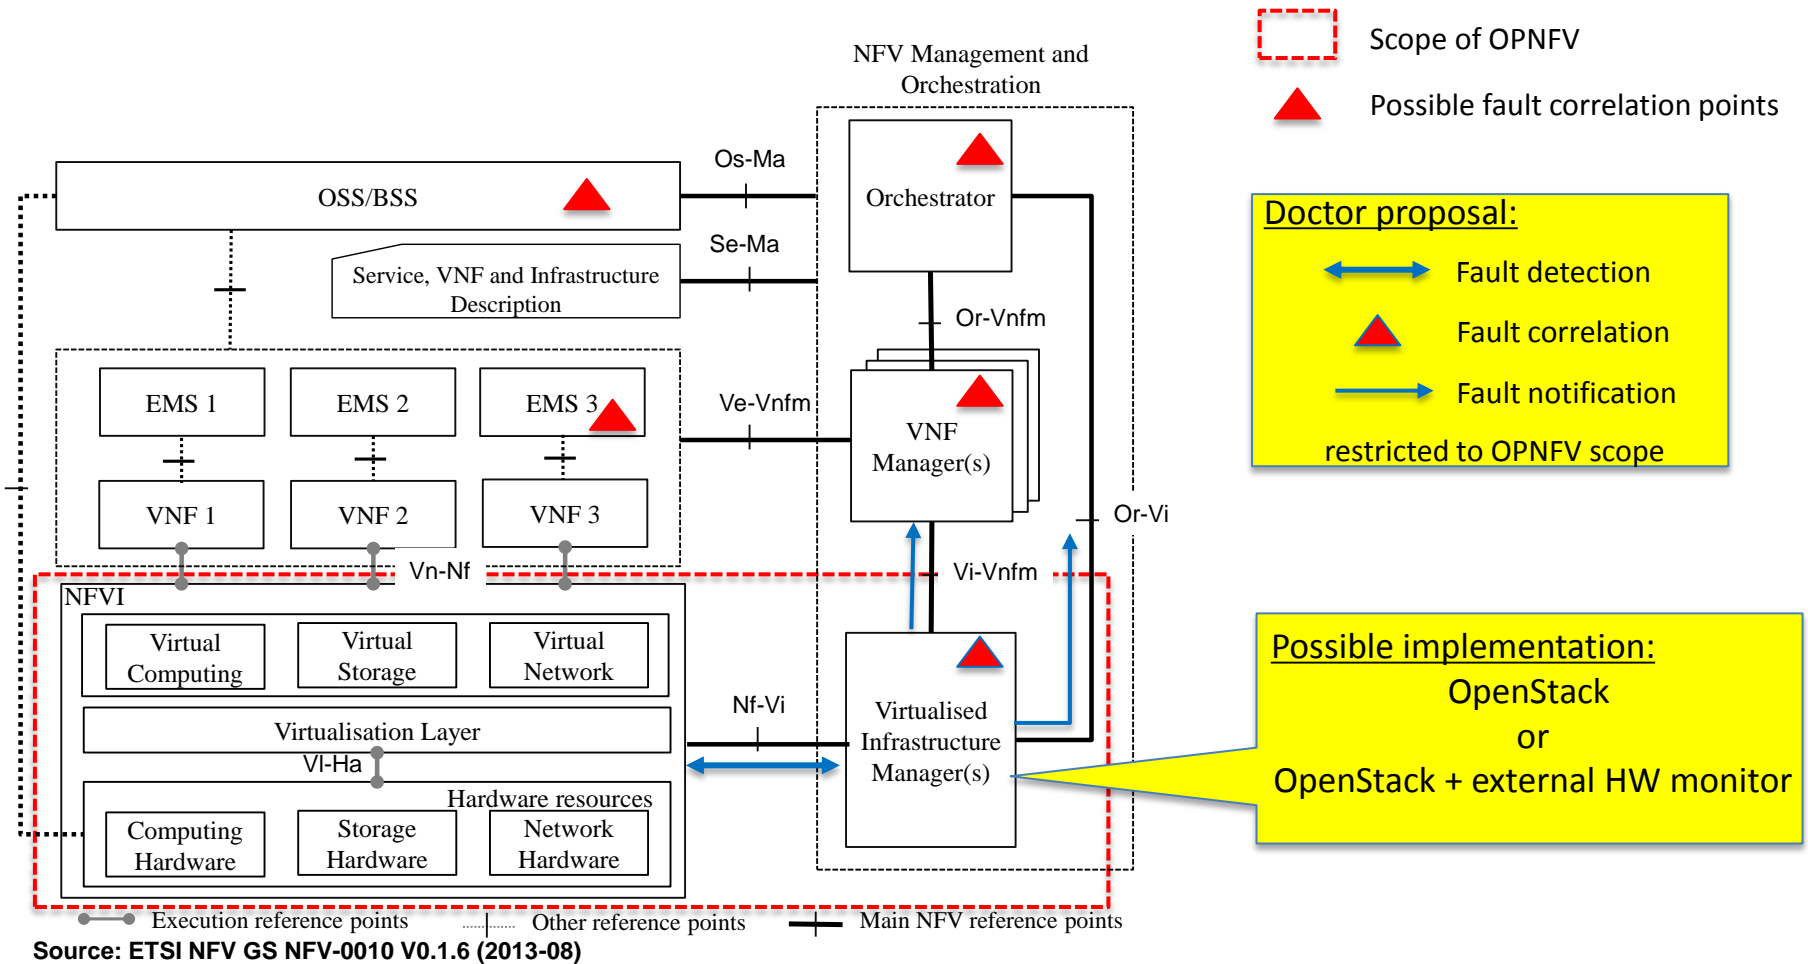 Scope of OPNFV
Possible fault correlation points
NFV Management and
Orchestration
Os-Ma
OSS/BSS
Orchestrator
Se-Ma
Service, VNF and Infrastructure
Description
Or-Vnfm
EMS 1
EMS 2
EMS 3
Ve-Vnfm
VNF
Manager(s)
VNF 1
VNF 2
VNF 3
Or-Vi
Vn-Nf
Vi-Vnfm
NFVI
Virtual
Computing
Virtual
Storage
Virtual
Network
Nf-Vi
Virtualised
Infrastructure
Manager(s)
Virtualisation Layer
VI-Ha
Hardware resources
Computing
Hardware
Storage
Hardware
Network
Hardware
Doctor proposal:
Fault detection
Fault correlation
Fault notification
restricted to OPNFV scope
Possible implementation:
OpenStack
or
OpenStack + external HW monitor
Execution reference points
Other reference points
Main NFV reference points
Source: ETSI NFV GS NFV-0010 V0.1.6 (2013-08)